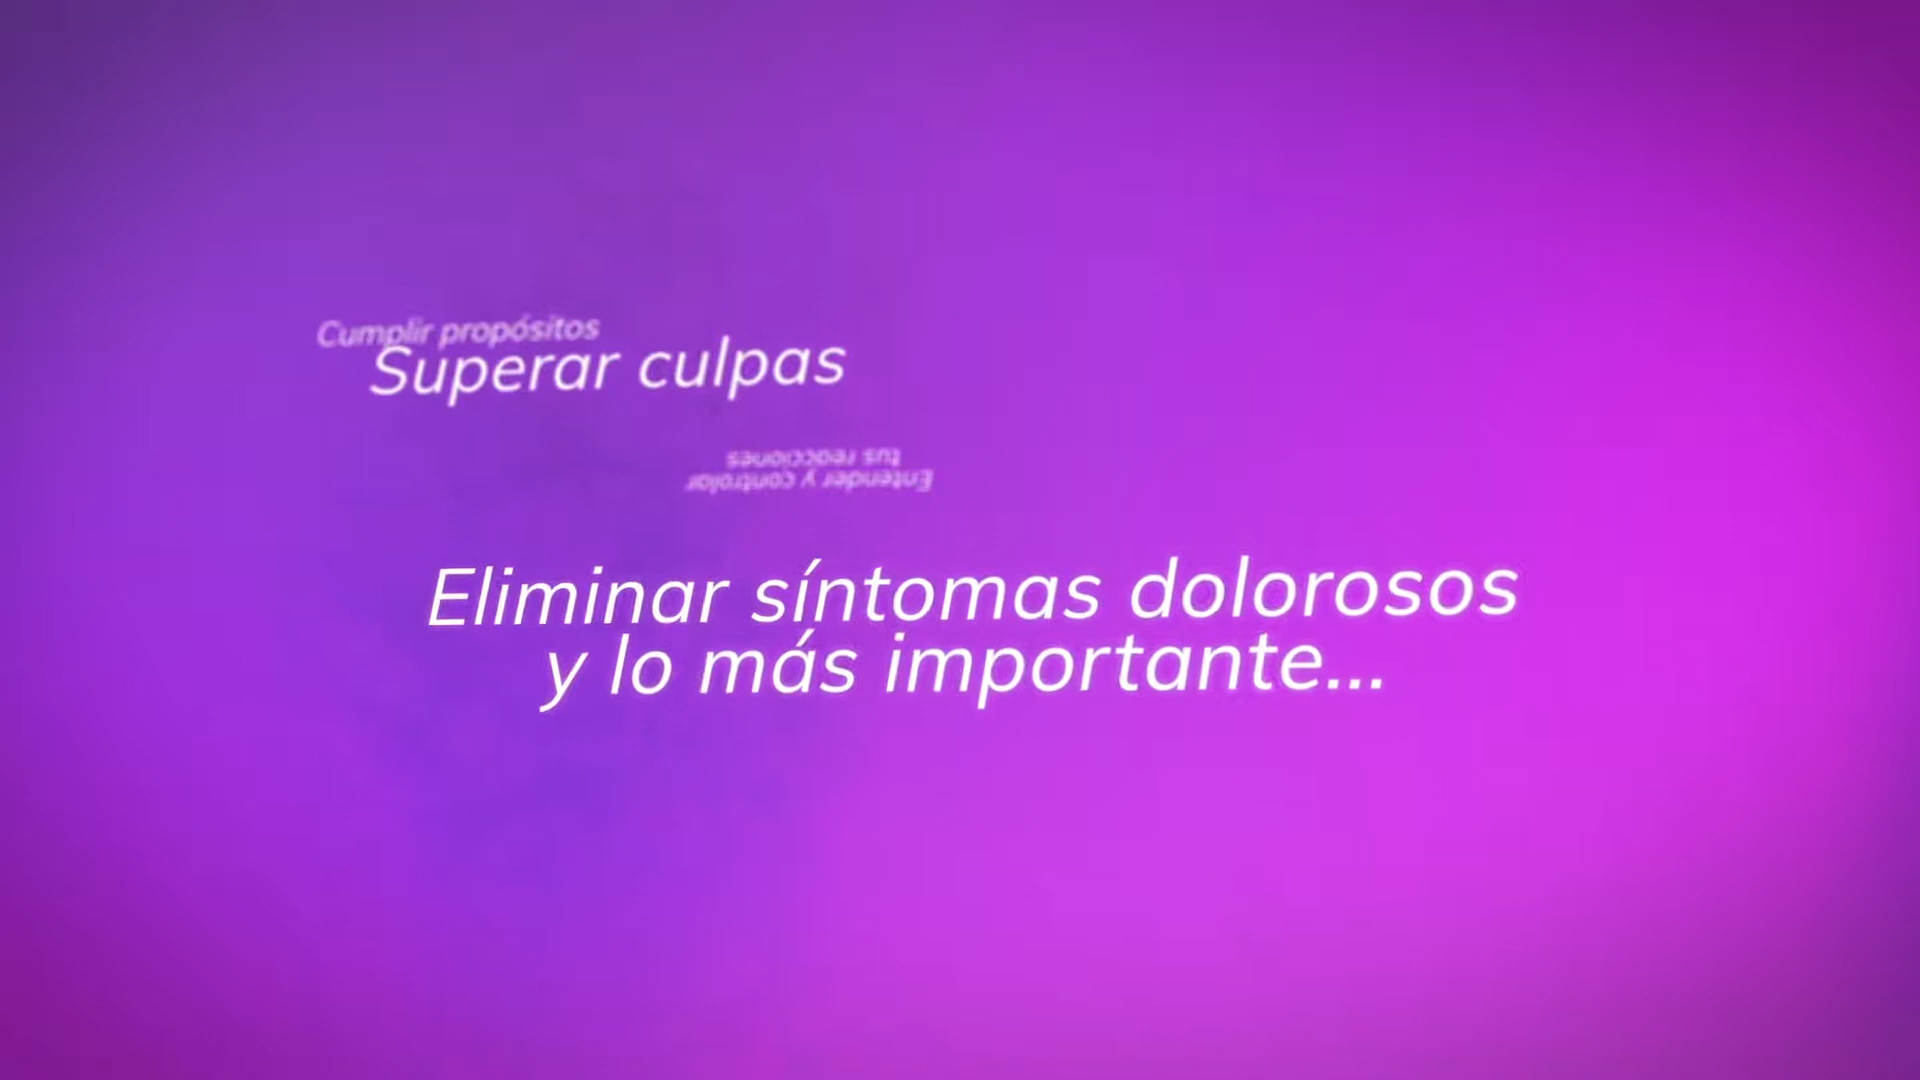 Cumplir propósitos
Superar culpas
Entender y controlar
tus reacciones
Eliminar síntomas dolorosos
y lo más importante...